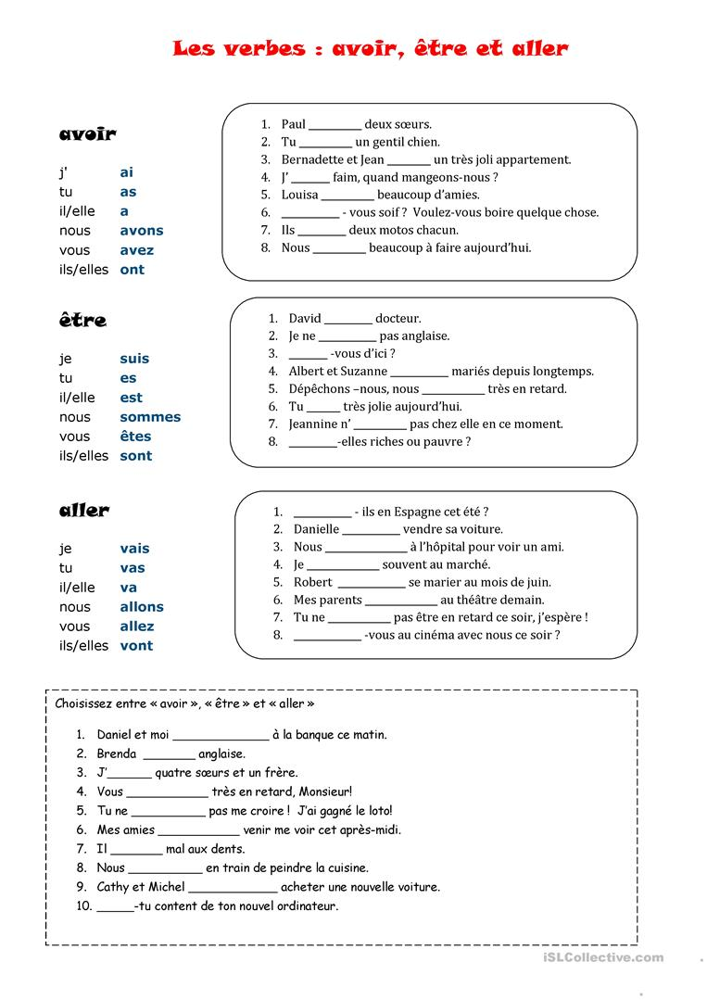 Les verbes : avoir, être et aller
avoir
j' ai
tu as
il/elle a
nous avons
vous avez
ils/elles ont
1. Paul __________ deux sœurs.
2. Tu __________ un gentil chien.
3. Bernadette et Jean ________ un très joli appartement.
4. J' _______ faim, quand mangeons-nous ?
5. Louisa __________ beaucoup d'amies.
6. ___________ - vous soif ? Voulez-vous boire quelque chose.
7. Ils _________ deux motos chacun.
8. Nous __________ beaucoup à faire aujourd'hui.
être
je suis
tu es
il/elle est
nous sommes
vous êtes
ils/elles sont
1. David _________ docteur.
2. Je ne ___________ pas anglaise.
3. _______ -vous d'ici ?
4. Albert et Suzanne ___________ mariés depuis longtemps.
5. Dépêchons –nous, nous ____________ très en retard.
6. Tu ______ très jolie aujourd'hui.
7. Jeannine n' __________ pas chez elle en ce moment.
8. _________-elles riches ou pauvre ?
aller
je vais
tu vas
il/elle va
nous allons
vous allez
ils/elles vont
1. ___________ - ils en Espagne cet été ?
2. Danielle ___________ vendre sa voiture.
3. Nous _______________ à l'hôpital pour voir un ami.
4. Je ______________ souvent au marché.
5. Robert _____________ se marier au mois de juin.
6. Mes parents ______________ au théâtre demain.
7. Tu ne ____________ pas être en retard ce soir, j'espère !
8. _____________ -vous au cinéma avec nous ce soir ?
Choisissez entre « avoir », « être » et « aller »
1. Daniel et moi _____________ à la banque ce matin.
2. Brenda _______ anglaise.
3. J'______ quatre sœurs et un frère.
4. Vous ___________ très en retard, Monsieur!
5. Tu ne __________ pas me croire ! J'ai gagné le loto!
6. Mes amies ___________ venir me voir cet après-midi.
7. Il _______ mal aux dents.
8. Nous __________ en train de peindre la cuisine.
9. Cathy et Michel ____________ acheter une nouvelle voiture.
10. _____-tu content de ton nouvel ordinateur.
iSLCollective.com